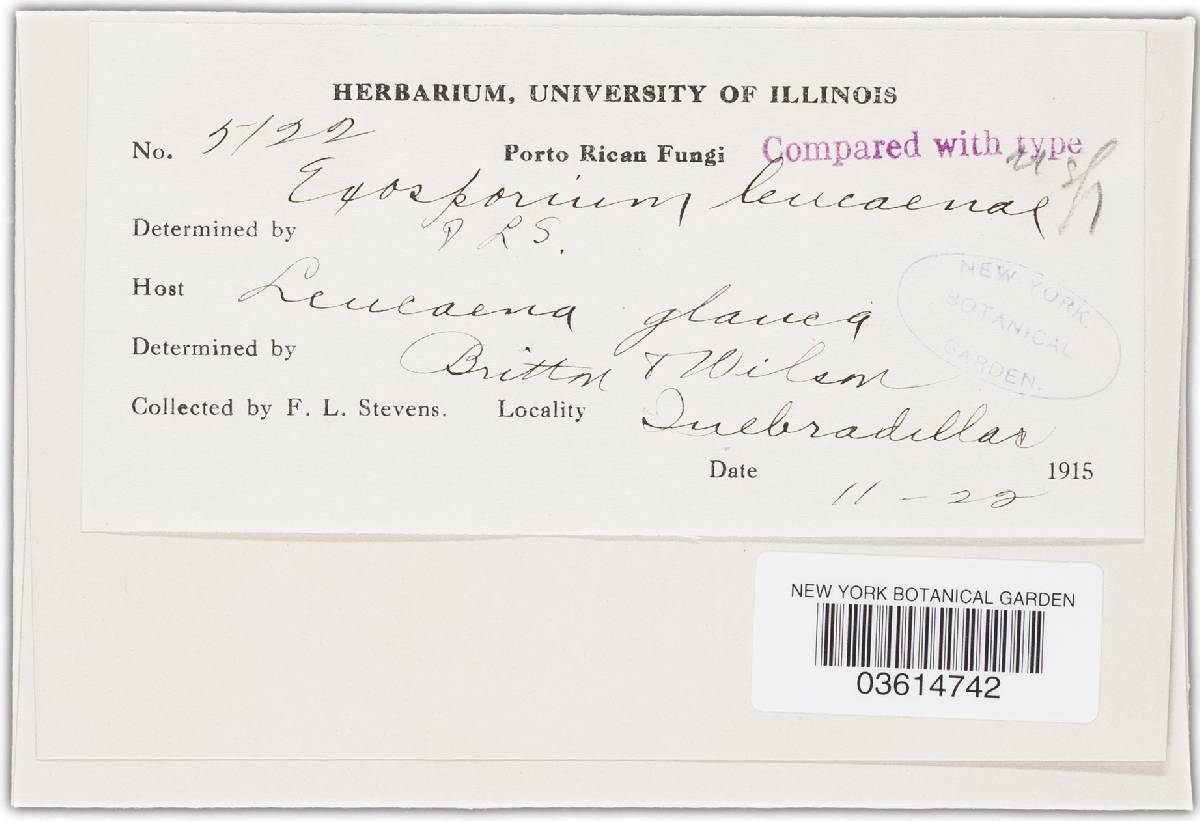 HERBARIUM, UNIVERSITY OF ILLINOIS
No. 5122 Porto Rican Fungi Compared with type
Exosporium leucaenae
Determined by F L S.
Host Leucaena glauca
Determined by Britton & Wilson
Collected by F. L. Stevens. Locality Quebradillas
Date 11-22 1915
NEW YORK
BOTANICAL
GARDEN.
NEW YORK BOTANICAL GARDEN
03614742